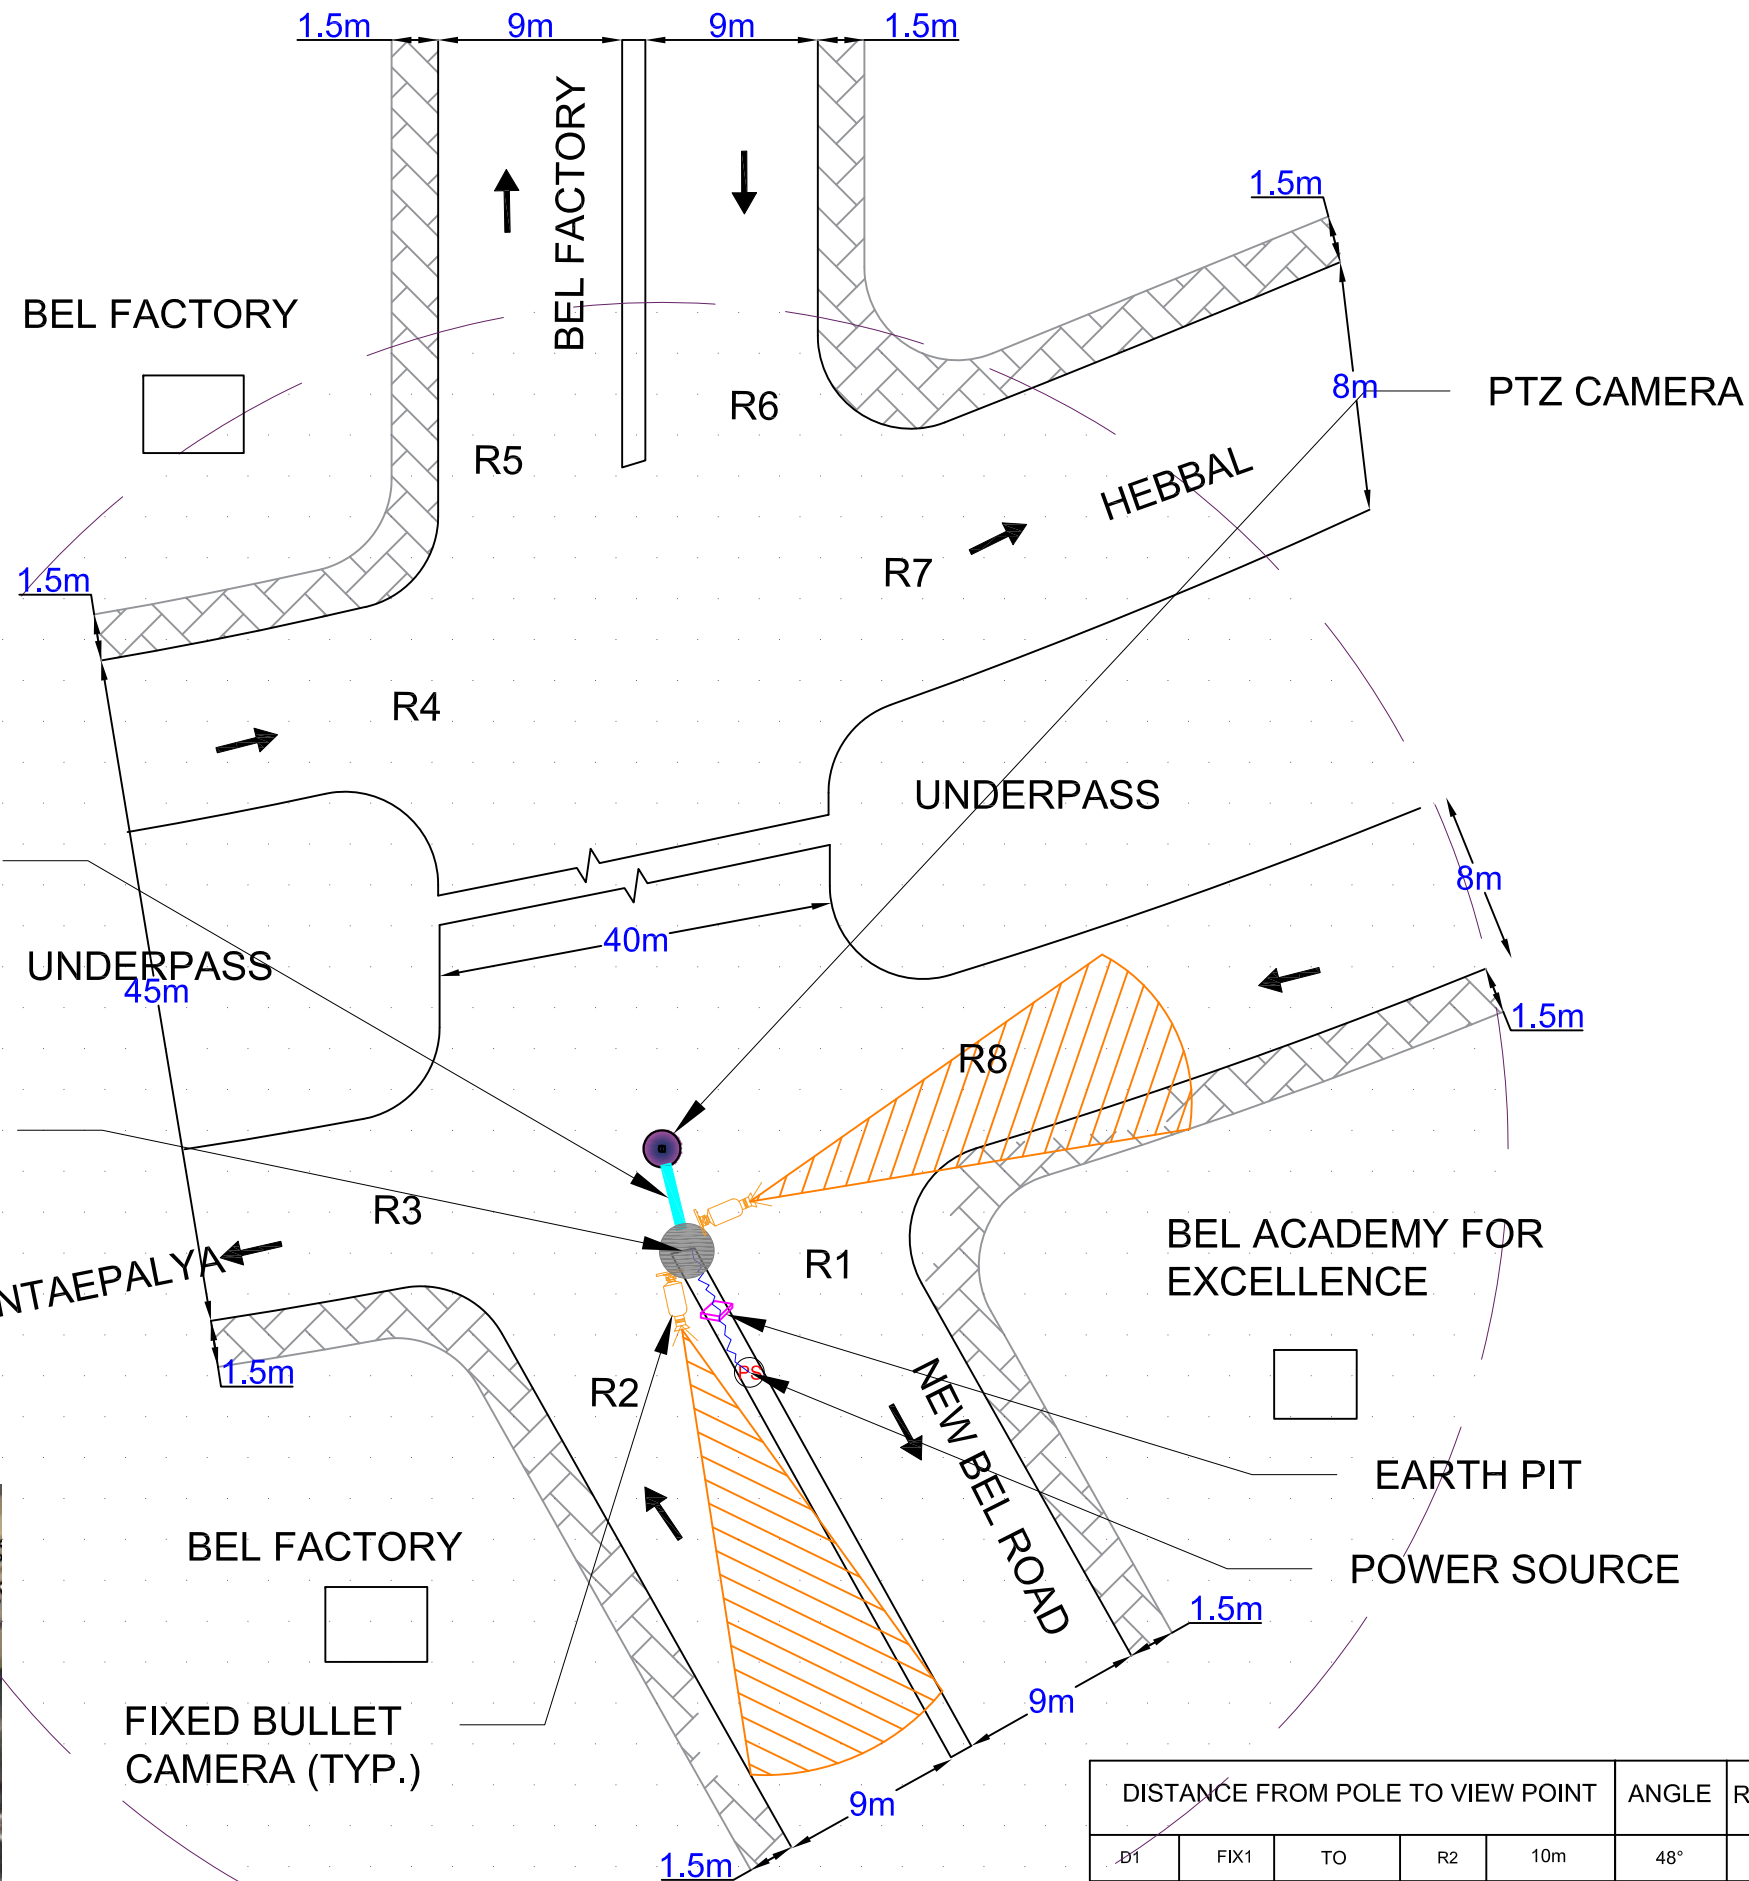 1.5m
9m
9m
1.5m
BEL FACTORY
1.5m
BEL FACTORY
8m
PTZ CAMERA
R6
R5
HEBBAL
R7
1.5m
R4
UNDERPASS
8m
40m
UNDERPASS
45m
1.5m
R8
R3
R1
BEL ACADEMY FOR
EXCELLENCE
NTAEPALYA
1.5m
PS
R2
NEW BEL ROAD
EARTH PIT
BEL FACTORY
POWER SOURCE
1.5m
9m
FIXED BULLET
CAMERA (TYP.)
9m
1.5m
DISTANCE FROM POLE TO VIEW POINT ANGLE R
D1 FIX1 TO R2 10m 48°